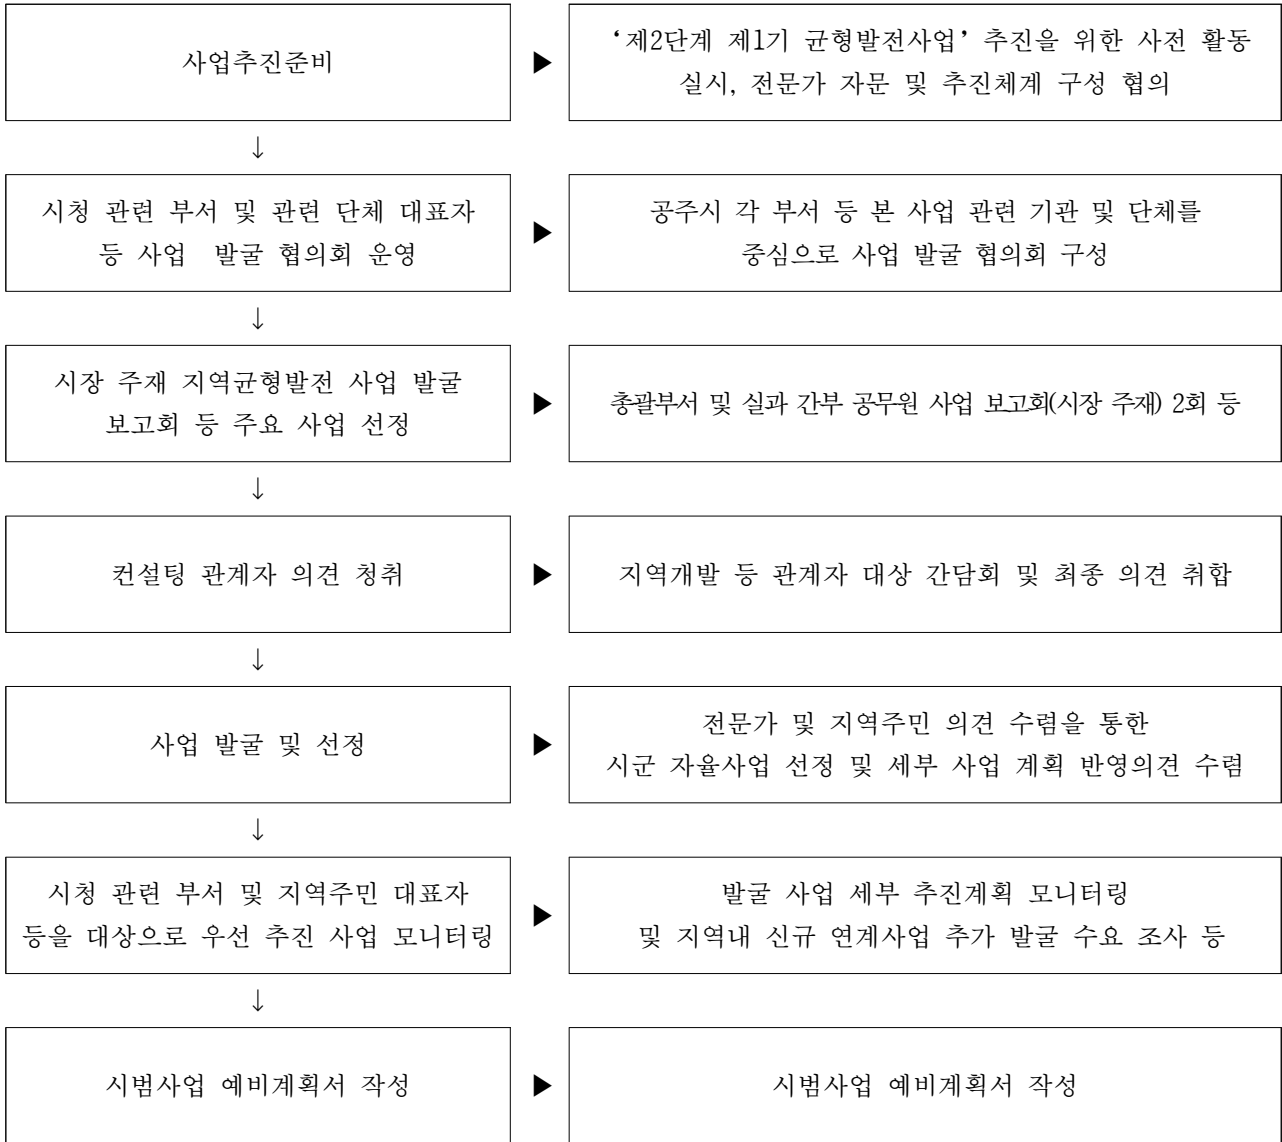 사업추진준비
▶
‘제2단계 제1기 균형발전사업’ 추진을 위한 사전 활동
실시, 전문가 자문 및 추진체계 구성 협의
↓
시청 관련 부서 및 관련 단체 대표자
등 사업 발굴 협의회 운영
▶
공주시 각 부서 등 본 사업 관련 기관 및 단체를
중심으로 사업 발굴 협의회 구성
↓
시장 주재 지역균형발전 사업 발굴
보고회 등 주요 사업 선정
▶
총괄부서 및 실과 간부 공무원 사업 보고회(시장 주재) 2회 등
↓
컨설팅 관계자 의견 청취
▶
지역개발 등 관계자 대상 간담회 및 최종 의견 취합
↓
사업 발굴 및 선정
▶
전문가 및 지역주민 의견 수렴을 통한
시군 자율사업 선정 및 세부 사업 계획 반영의견 수렴
↓
시청 관련 부서 및 지역주민 대표자
등을 대상으로 우선 추진 사업 모니터링
▶
발굴 사업 세부 추진계획 모니터링
및 지역내 신규 연계사업 추가 발굴 수요 조사 등
↓
시범사업 예비계획서 작성
▶
시범사업 예비계획서 작성